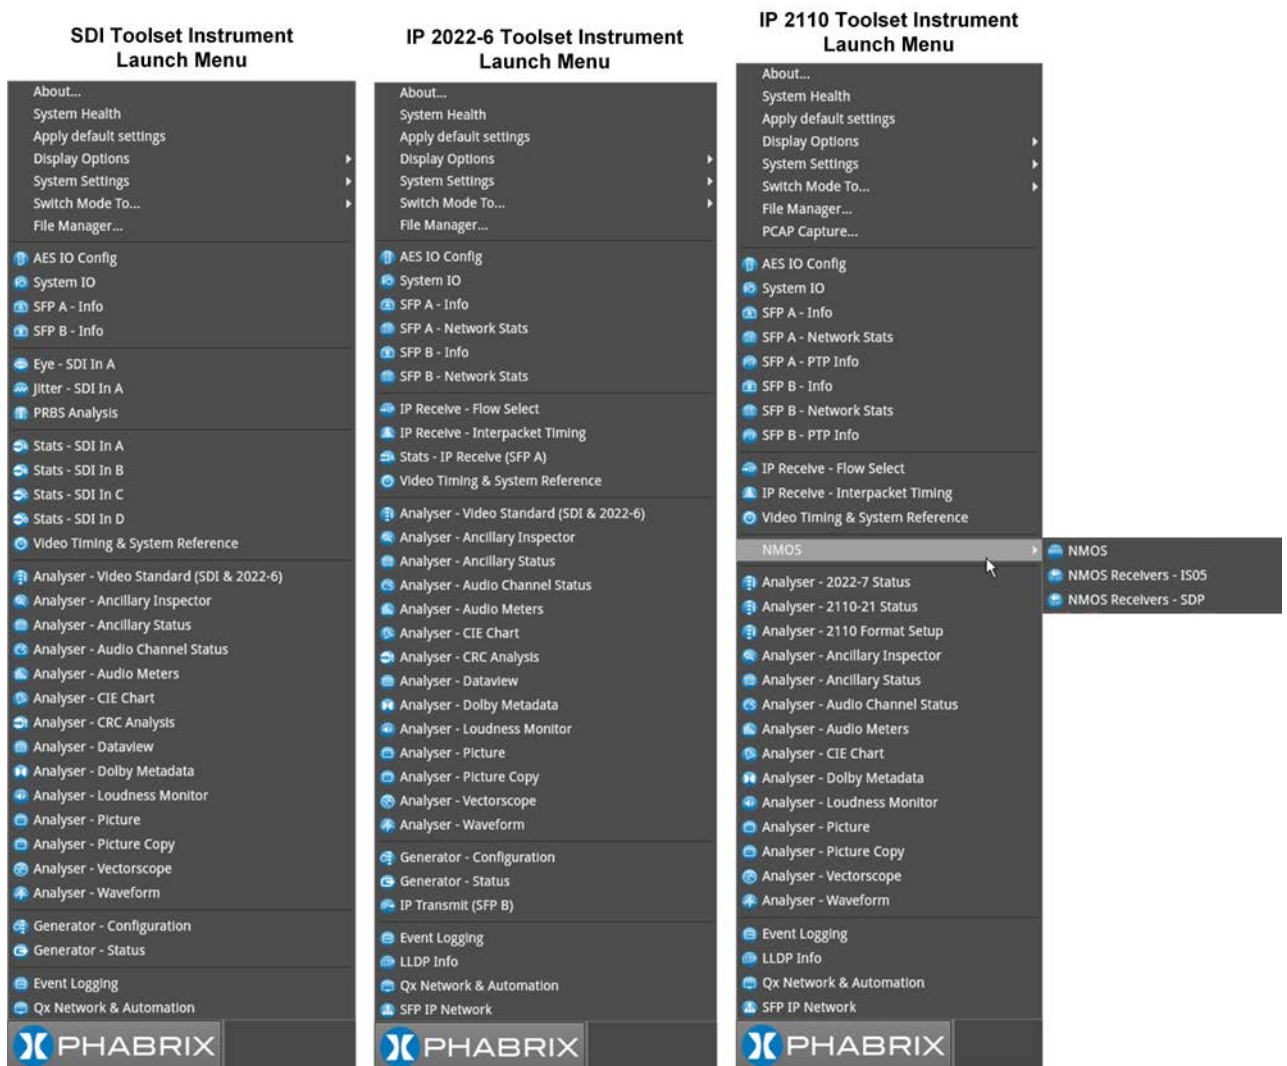 SDI Toolset Instrument
Launch Menu
About...
System Health
Apply default settings
Display Options
System Settings
Switch Mode To...
File Manager...
AES IO Config
System IO
SFP A - Info
SFP B - Info
Eye - SDI In A
Jitter - SDI In A
PRBS Analysis
Stats - SDI In A
Stats - SDI In B
Stats - SDI In C
Stats - SDI In D
Video Timing & System Reference
Analyser - Video Standard (SDI & 2022-6)
Analyser - Ancillary Inspector
Analyser - Ancillary Status
Analyser - Audio Channel Status
Analyser - Audio Meters
Analyser - CIE Chart
Analyser - CRC Analysis
Analyser - Dataview
Analyser - Dolby Metadata
Analyser - Loudness Monitor
Analyser - Picture
Analyser - Picture Copy
Analyser - Vectorscope
Analyser - Waveform
Generator - Configuration
Generator - Status
Event Logging
Qx Network & Automation
PHABRIX
IP 2022-6 Toolset Instrument
Launch Menu
About...
System Health
Apply default settings
Display Options
System Settings
Switch Mode To...
File Manager...
AES IO Config
System IO
SFP A - Info
SFP A - Network Stats
SFP B - Info
SFP B - Network Stats
IP Receive - Flow Select
IP Receive - Interpacket Timing
Stats - IP Receive (SFP A)
Video Timing & System Reference
Analyser - Video Standard (SDI & 2022-6)
Analyser - Ancillary Inspector
Analyser - Ancillary Status
Analyser - Audio Channel Status
Analyser - Audio Meters
Analyser - CIE Chart
Analyser - CRC Analysis
Analyser - Dataview
Analyser - Dolby Metadata
Analyser - Loudness Monitor
Analyser - Picture
Analyser - Picture Copy
Analyser - Vectorscope
Analyser - Waveform
Generator - Configuration
Generator - Status
IP Transmit (SFP B)
Event Logging
LLDP Info
Qx Network & Automation
SFP IP Network
PHABRIX
IP 2110 Toolset Instrument
Launch Menu
About...
System Health
Apply default settings
Display Options
System Settings
Switch Mode To...
File Manager...
PCAP Capture...
AES IO Config
System IO
SFP A - Info
SFP A - Network Stats
SFP A - PTP Info
SFP B - Info
SFP B - Network Stats
SFP B - PTP Info
IP Receive - Flow Select
IP Receive - Interpacket Timing
Video Timing & System Reference
NMOS
NMOS
NMOS Receivers - IS05
NMOS Receivers - SDP
Analyser - 2022-7 Status
Analyser - 2110-21 Status
Analyser - 2110 Format Setup
Analyser - Ancillary Inspector
Analyser - Ancillary Status
Analyser - Audio Channel Status
Analyser - Audio Meters
Analyser - CIE Chart
Analyser - Dolby Metadata
Analyser - Loudness Monitor
Analyser - Picture
Analyser - Picture Copy
Analyser - Vectorscope
Analyser - Waveform
Event Logging
LLDP Info
Qx Network & Automation
SFP IP Network
PHABRIX